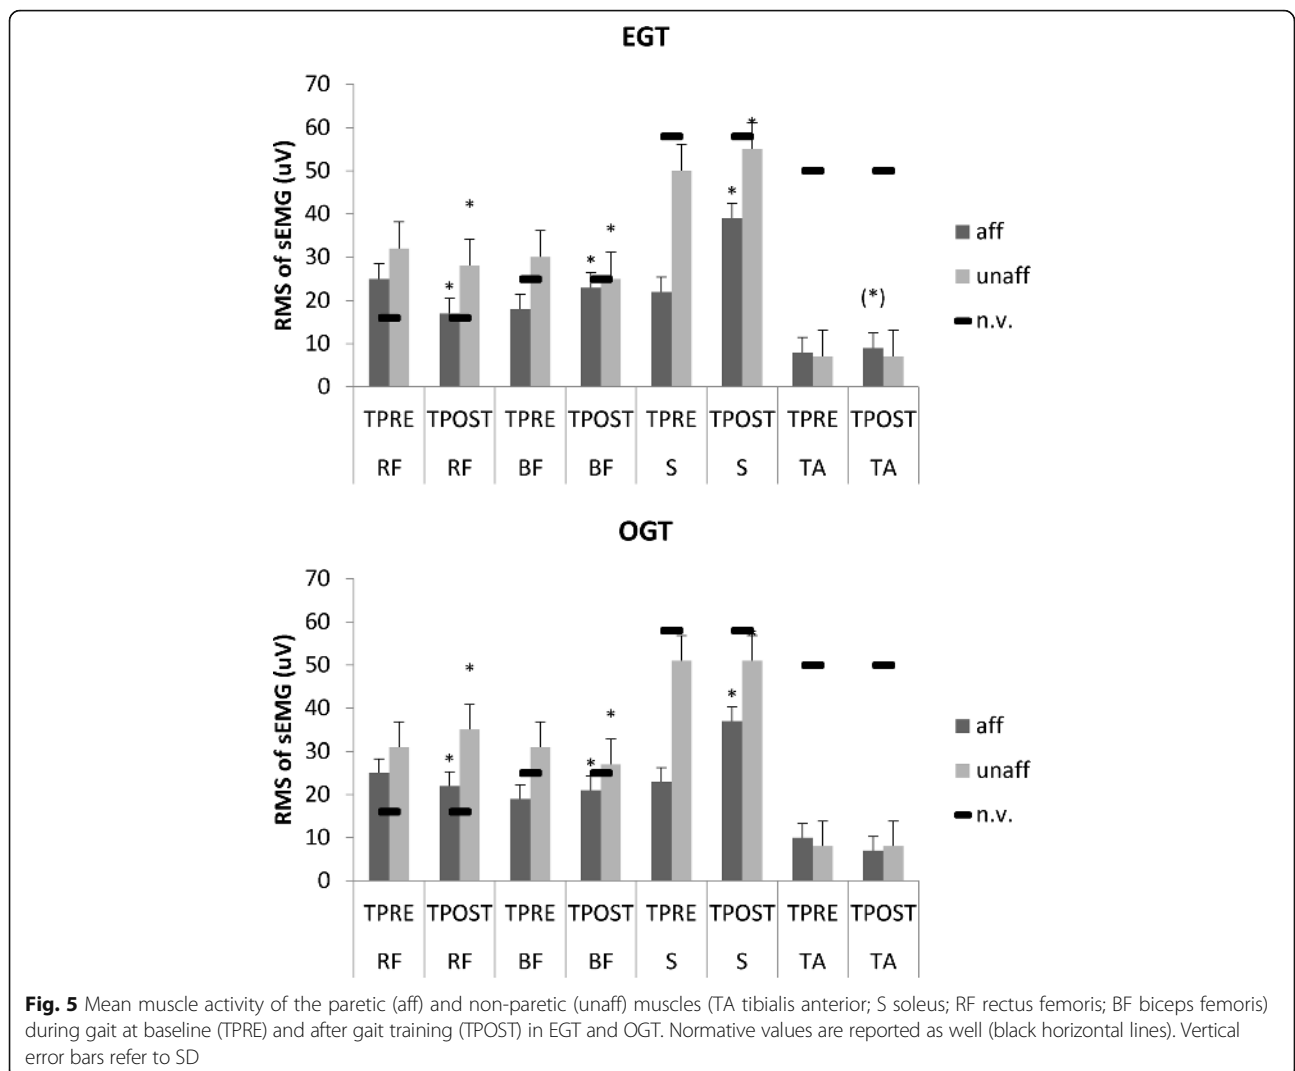 EGT
RMS of sEMG (uV)
70
60
50
40
30
20
10
0
*
*
*
*
*
*
(*)
TPRE TPOST TPRE TPOST TPRE TPOST TPRE TPOST
RF RF BF BF S S TA TA
aff
unaff
n.v.
OGT
RMS of sEMG (uV)
70
60
50
40
30
20
10
0
*
*
*
*
*
*
TPRE TPOST TPRE TPOST TPRE TPOST TPRE TPOST
RF RF BF BF S S TA TA
aff
unaff
n.v.
Fig. 5 Mean muscle activity of the paretic (aff) and non-paretic (unaff) muscles (TA tibialis anterior; S soleus; RF rectus femoris; BF biceps femoris)
during gait at baseline (TPRE) and after gait training (TPOST) in EGT and OGT. Normative values are reported as well (black horizontal lines). Vertical
error bars refer to SD